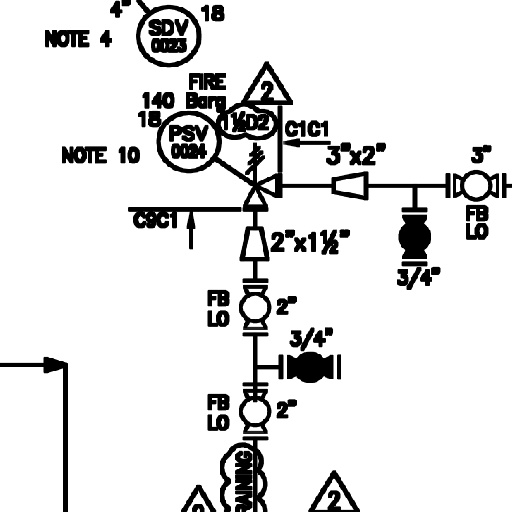 4"
18
SDV
0023
NOTE 4
FIRE
140 Barg
2
18
1½D2
PSV
0024
C1C1
3"x2"
NOTE 10
3"
FB
LO
C9C1
2"x1½"
3/4"
FB
LO
2"
3/4"
FB
LO
2"
2